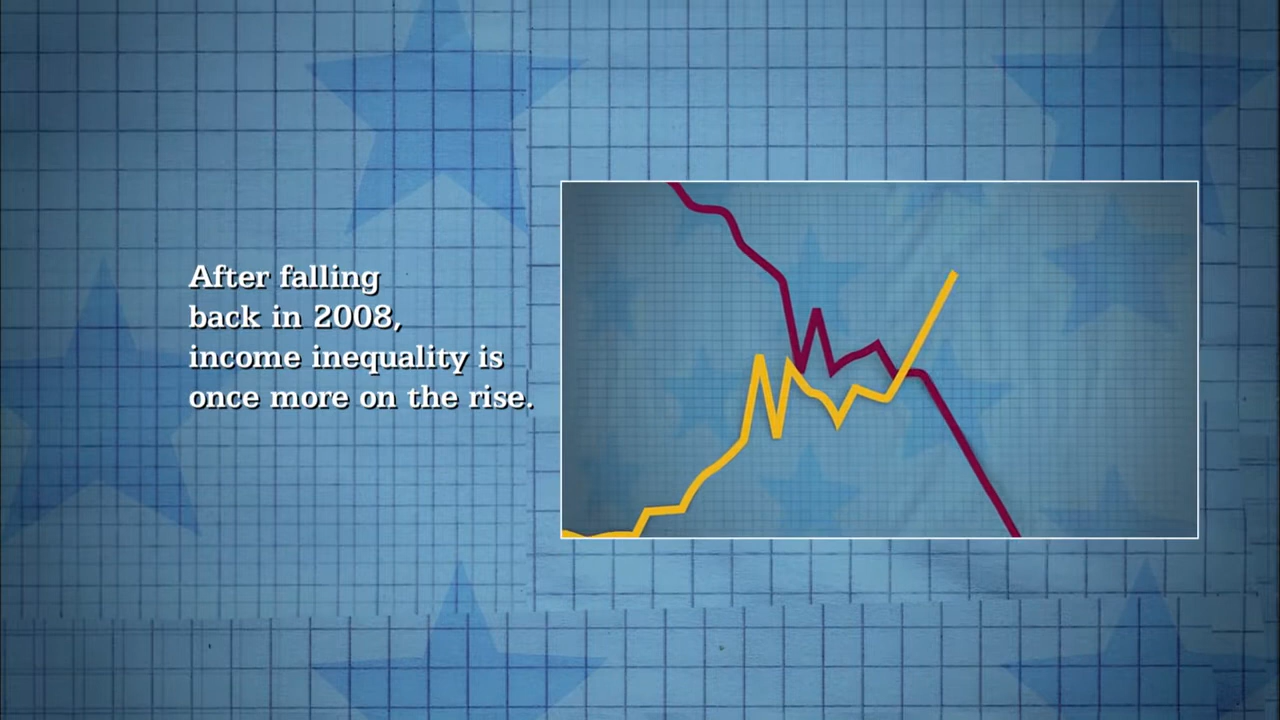 After falling
back in 2008,
income inequality is
once more on the rise.